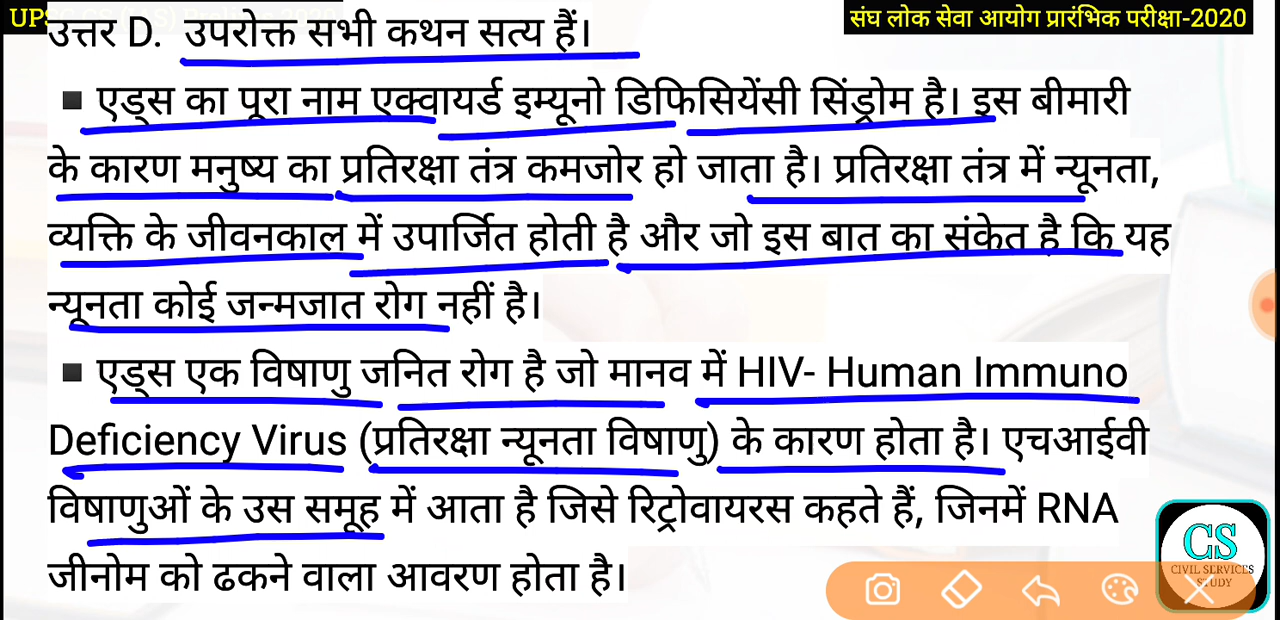 UPSC
संघ लोक सेवा आयोग प्रारंभिक परीक्षा-2020
उत्तर D. उपरोक्त सभी कथन सत्य हैं।
▪ एड्स का पूरा नाम एक्वायर्ड इम्यूनो डिफिसियेंसी सिंड्रोम है। इस बीमारी
के कारण मनुष्य का प्रतिरक्षा तंत्र कमजोर हो जाता है। प्रतिरक्षा तंत्र में न्यूनता,
व्यक्ति के जीवनकाल में उपार्जित होती है और जो इस बात का संकेत है कि यह
न्यूनता कोई जन्मजात रोग नहीं है।
▪ एड्स एक विषाणु जनित रोग है जो मानव में HIV- Human Immuno
Deficiency Virus (प्रतिरक्षा न्यूनता विषाणु) के कारण होता है। एचआईवी
विषाणुओं के उस समूह में आता है जिसे रिट्रोवायरस कहते हैं, जिनमें RNA
जीनोम को ढकने वाला आवरण होता है।
CS
CIVIL SERVICES
STUDY